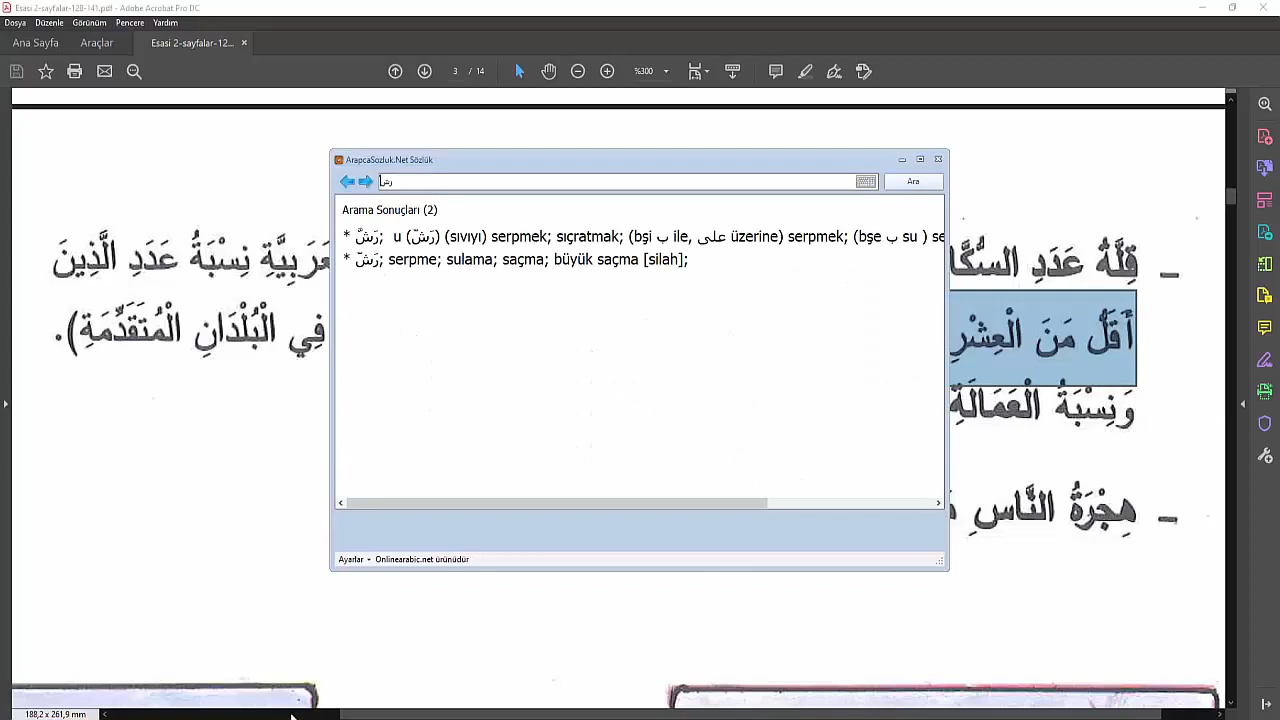 Esasi 2-sayfalar-128-141.pdf - Adobe Acrobat Pro DC
Dosya Düzenle Görünüm Pencere Yardım
Ana Sayfa Araçlar Esasi 2-sayfalar-12... ×
3 / 14 %300
ArapcaSozluk.Net Sözlük
رش Ara
Arama Sonuçları (2)
* رَشَّ; u (رَشّ) (sıvıyı) serpmek; sıçratmak; (bşi ب ile, على üzerine) serpmek; (bşe ب su ) se
* رَشّ; serpme; sulama; saçma; büyük saçma [silah];
Ayarlar Onlinearabic.net ürünüdür
– قِلَّةُ عَدَدِ السُّكَّا
عَرَبِيَّةِ نِسْبَةُ عَدَدِ الَّذِينَ
أَقَلُّ مَنَ الْعِشْرِ
فِي الْبُلْدَانِ الْمُتَقَدِّمَةِ).
وَنِسْبَةُ الْعَمَالَةِ
– هِجْرَةُ النَّاسِ
188,2 x 261,9 mm